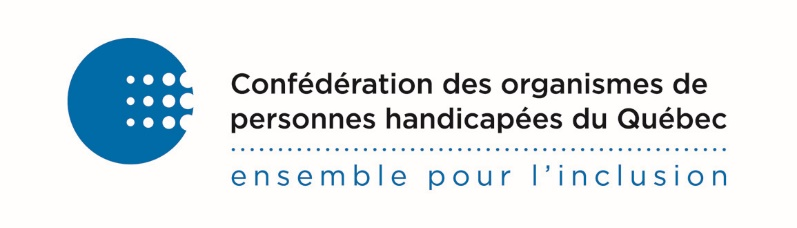 Confédération des organismes de
personnes handicapées du Québec
ensemble pour l'inclusion